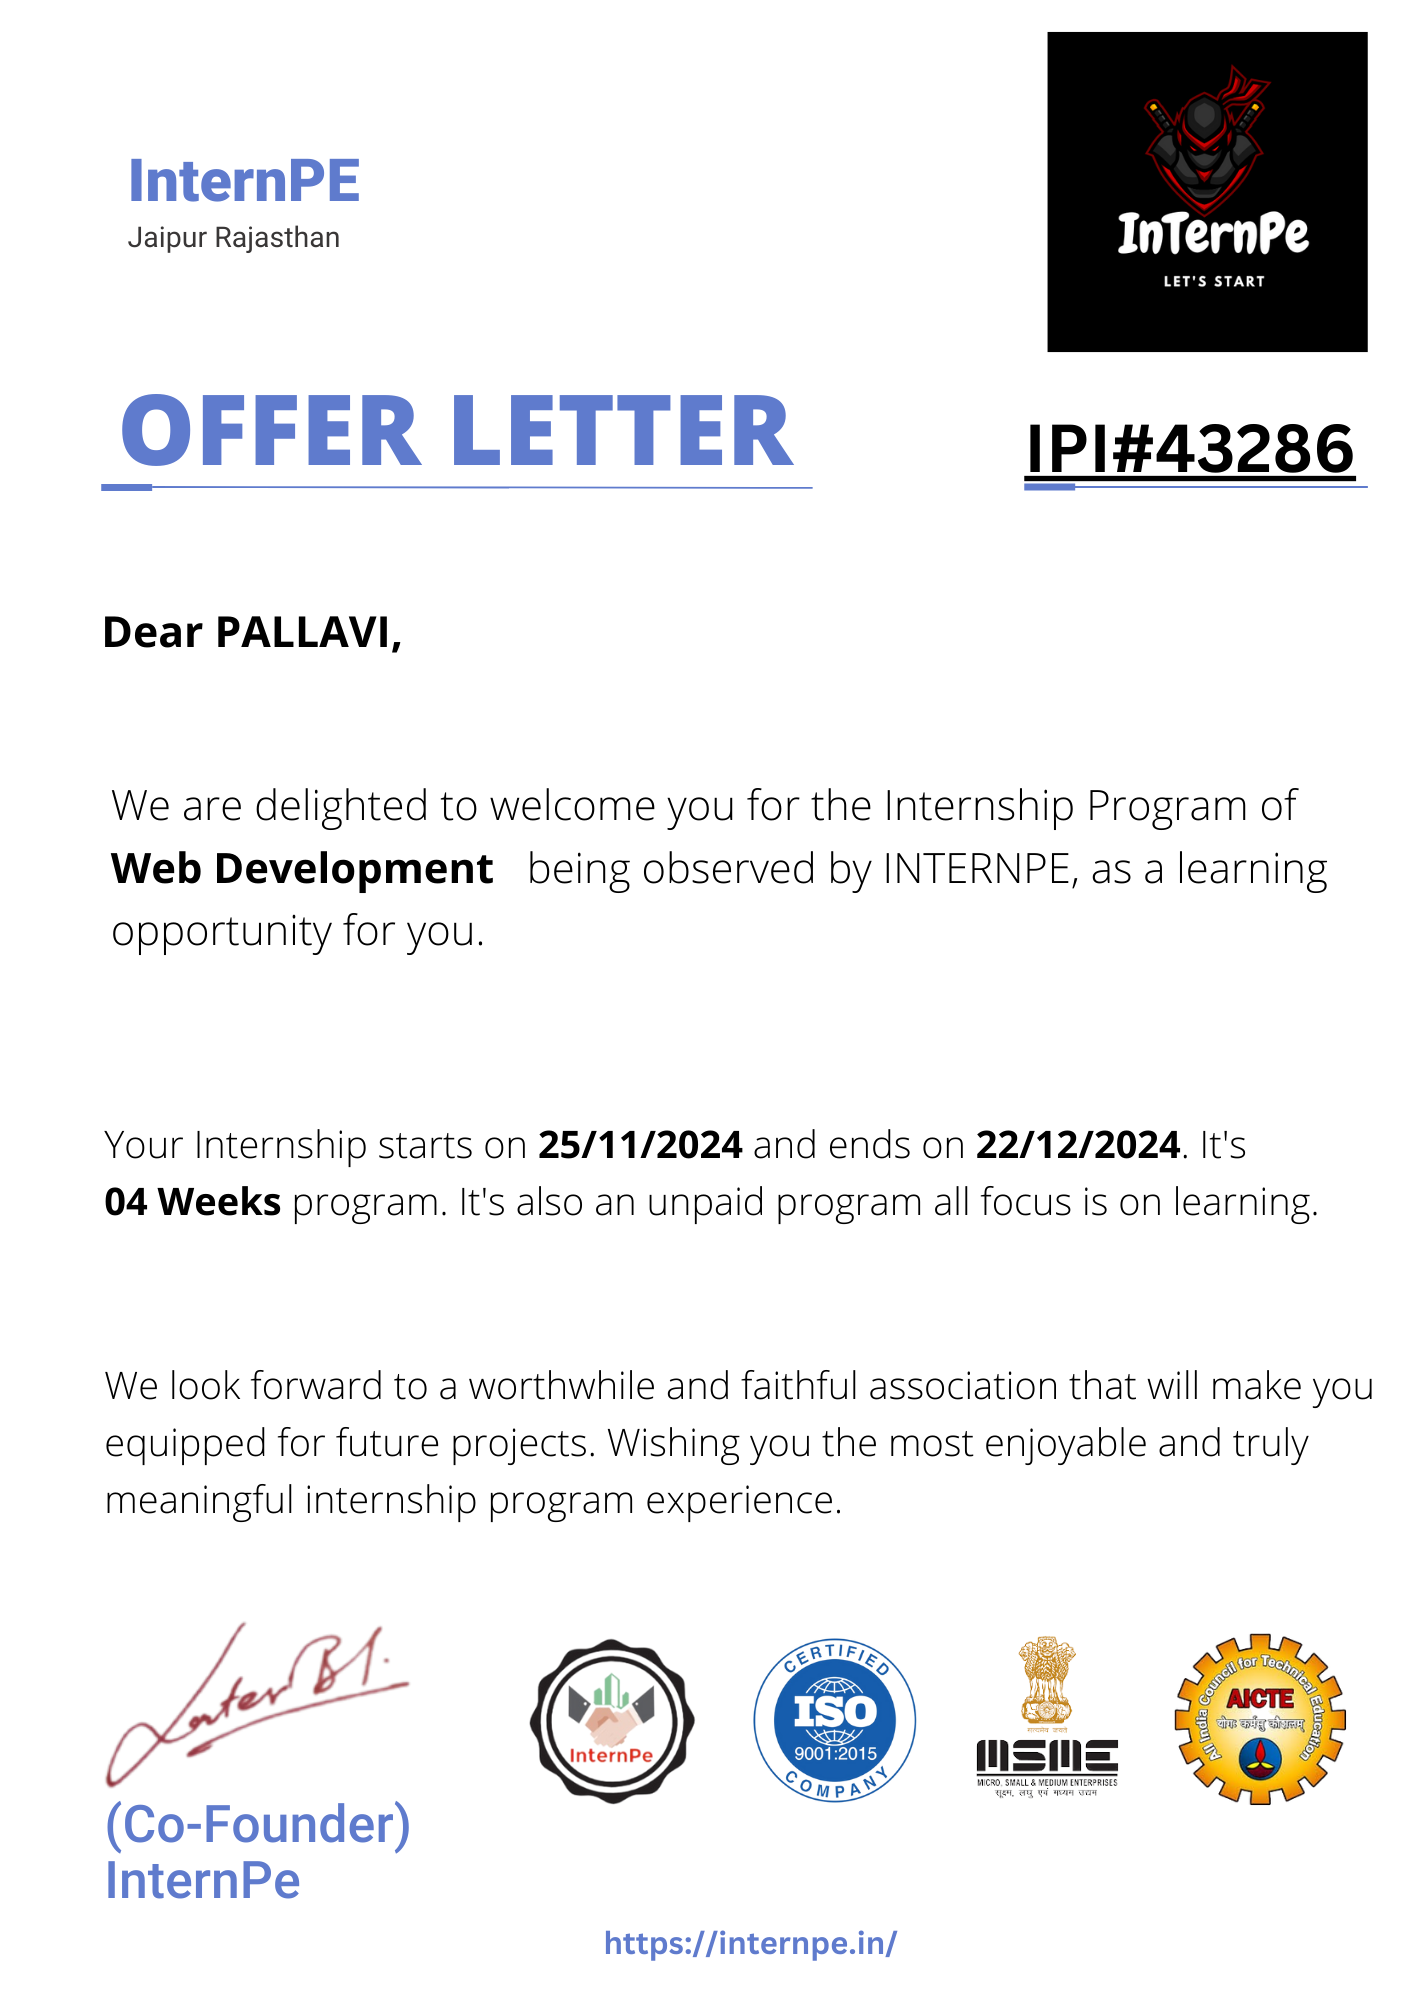 InternPE
Jaipur Rajasthan
InTernPe
LET'S START
OFFER LETTER
IPI#43286
Dear PALLAVI,
We are delighted to welcome you for the Internship Program of
Web Development being observed by INTERNPE, as a learning
opportunity for you.
Your Internship starts on 25/11/2024 and ends on 22/12/2024. It's
04 Weeks program. It's also an unpaid program all focus is on learning.
We look forward to a worthwhile and faithful association that will make you
equipped for future projects. Wishing you the most enjoyable and truly
meaningful internship program experience.
(Co-Founder)
InternPe
InternPe
CERTIFIED
ISO
9001:2015
COMPANY
सत्यमेव जयते
MSME
MICRO, SMALL & MEDIUM ENTERPRISES
सूक्ष्म, लघु एवं मध्यम उद्यम
All India Council for Technical Education
AICTE
योगः कर्मसु कौशलम्
https://internpe.in/